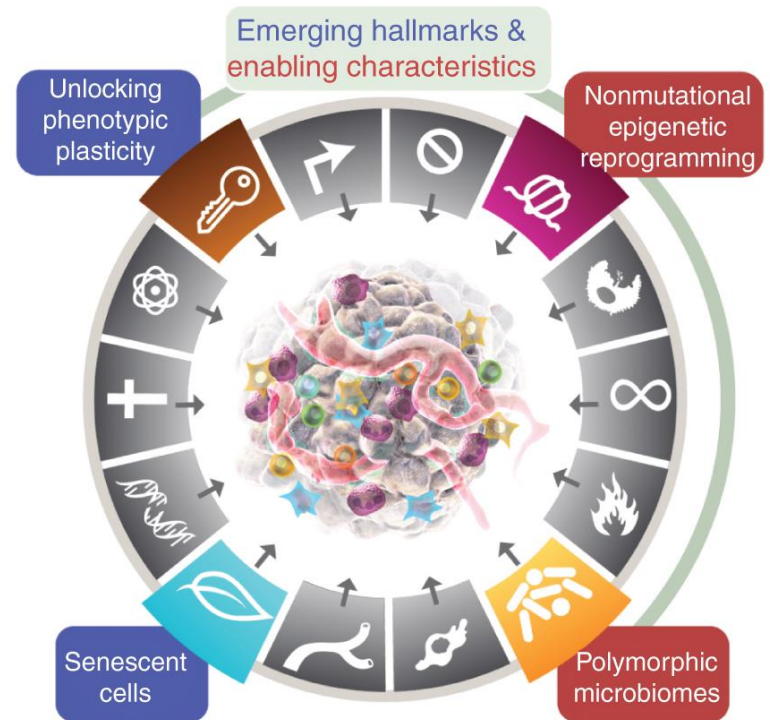 Emerging hallmarks &
enabling characteristics
Unlocking
phenotypic
plasticity
Nonmutational
epigenetic
reprogramming
Senescent
cells
Polymorphic
microbiomes